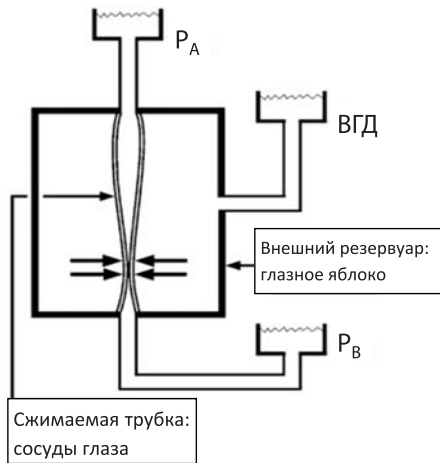 P_A
ВГД
Внешний резервуар:
глазное яблоко
P_B
Сжимаемая трубка:
сосуды глаза